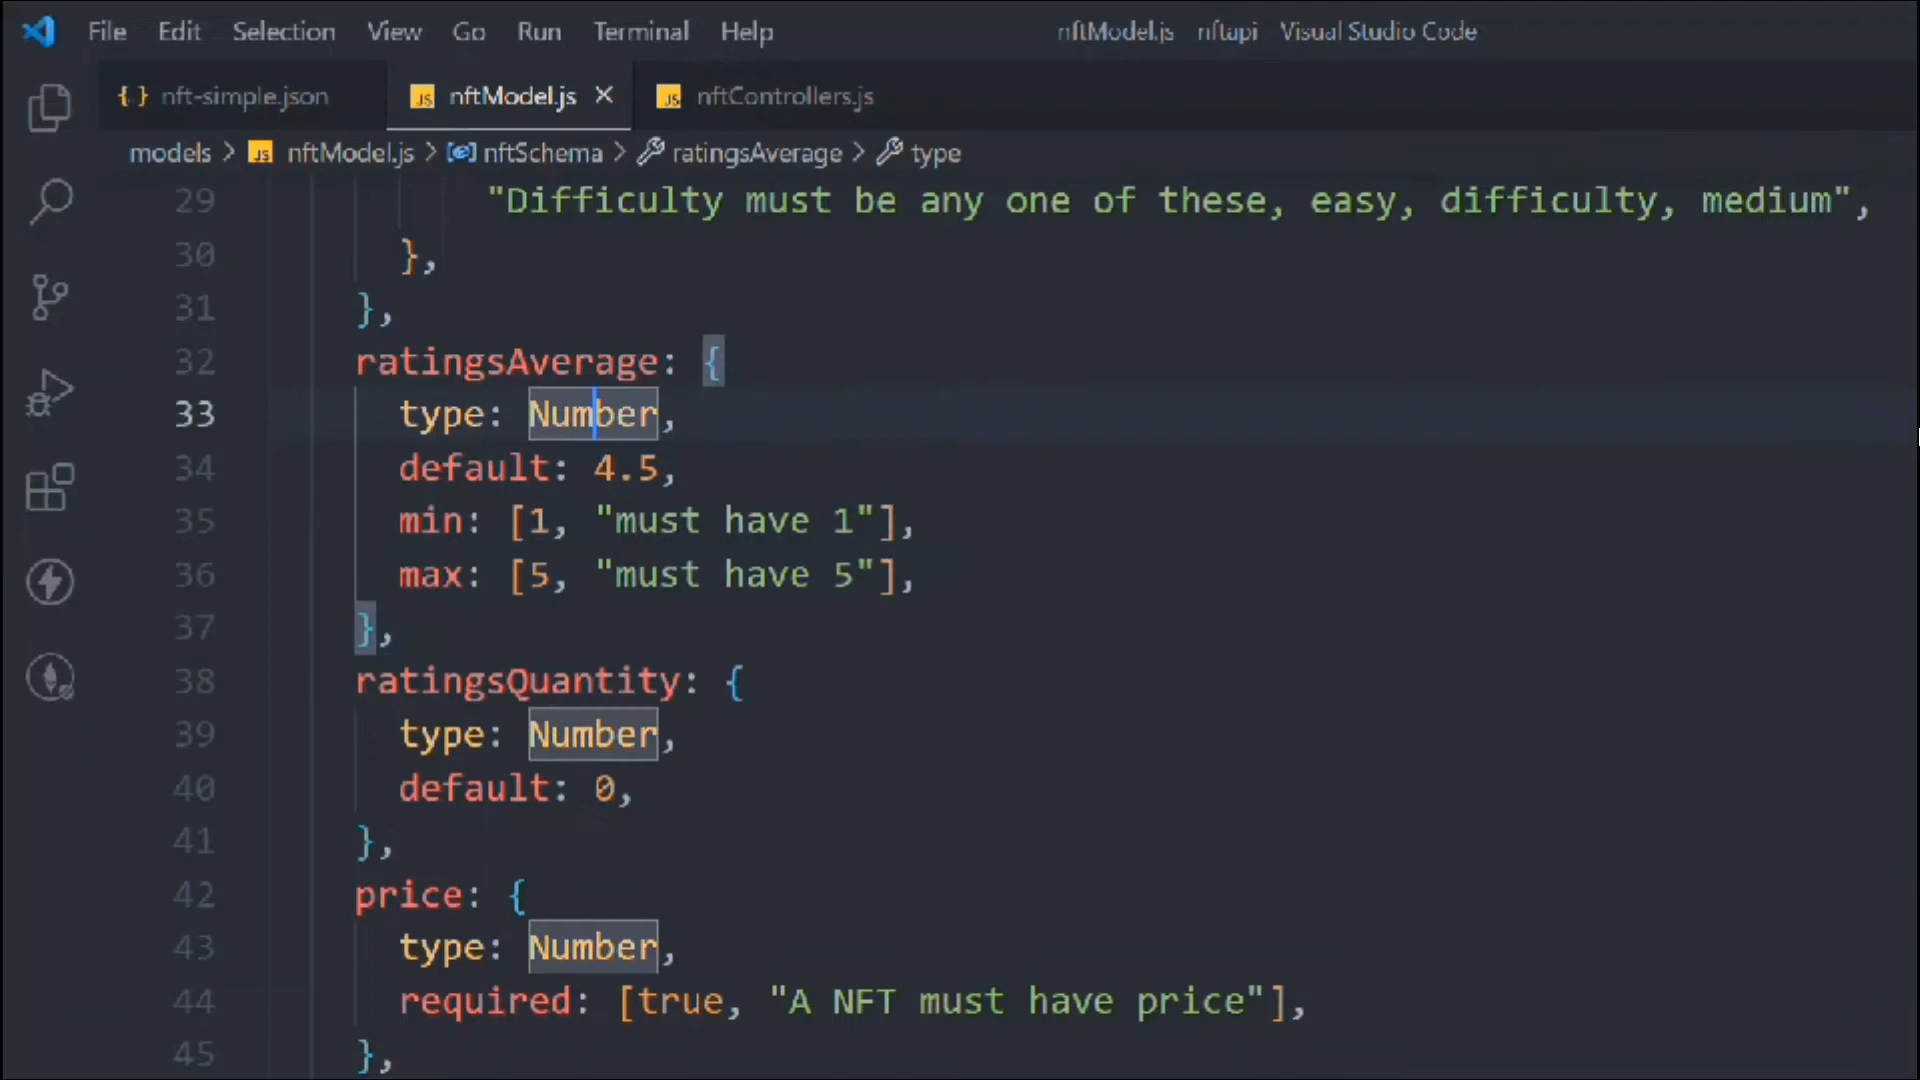 File Edit Selection View Go Run Terminal Help nftModel.js nftapi Visual Studio Code
{ } nft-simple.json JS nftModel.js × JS nftControllers.js
models > JS nftModel.js > nftSchema > ratingsAverage > type
29 "Difficulty must be any one of these, easy, difficulty, medium",
30 },
31 },
32 ratingsAverage: {
33 type: Number,
34 default: 4.5,
35 min: [1, "must have 1"],
36 max: [5, "must have 5"],
37 },
38 ratingsQuantity: {
39 type: Number,
40 default: 0,
41 },
42 price: {
43 type: Number,
44 required: [true, "A NFT must have price"],
45 },